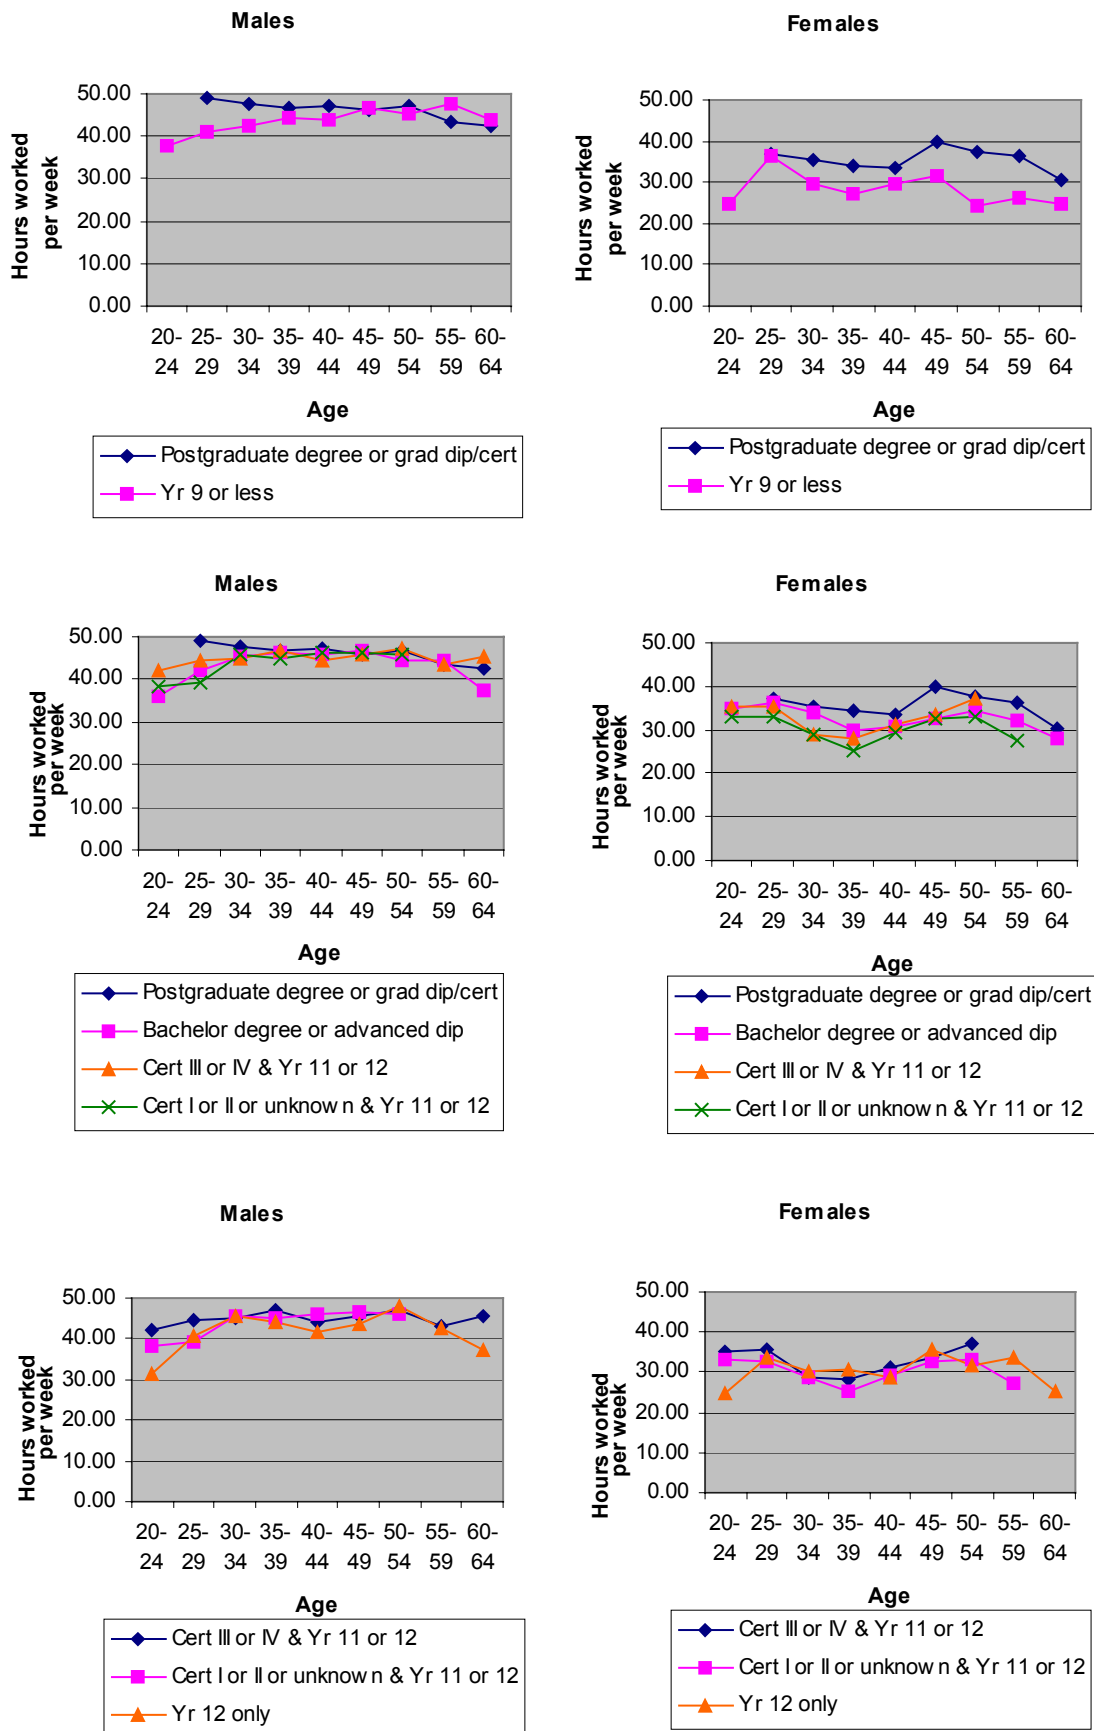 Males
Hours worked
per week
50.00
40.00
30.00
20.00
10.00
0.00
20- 25- 30- 35- 40- 45- 50- 55- 60-
24 29 34 39 44 49 54 59 64
Age
Postgraduate degree or grad dip/cert
Yr 9 or less
Females
Hours worked
per week
50.00
40.00
30.00
20.00
10.00
0.00
20- 25- 30- 35- 40- 45- 50- 55- 60-
24 29 34 39 44 49 54 59 64
Age
Postgraduate degree or grad dip/cert
Yr 9 or less
Males
Hours worked
per week
50.00
40.00
30.00
20.00
10.00
0.00
20- 25- 30- 35- 40- 45- 50- 55- 60-
24 29 34 39 44 49 54 59 64
Age
Postgraduate degree or grad dip/cert
Bachelor degree or advanced dip
Cert III or IV & Yr 11 or 12
Cert I or II or unknown & Yr 11 or 12
Females
Hours worked
per week
50.00
40.00
30.00
20.00
10.00
0.00
20- 25- 30- 35- 40- 45- 50- 55- 60-
24 29 34 39 44 49 54 59 64
Age
Postgraduate degree or grad dip/cert
Bachelor degree or advanced dip
Cert III or IV & Yr 11 or 12
Cert I or II or unknown & Yr 11 or 12
Males
Hours worked
per week
50.00
40.00
30.00
20.00
10.00
0.00
20- 25- 30- 35- 40- 45- 50- 55- 60-
24 29 34 39 44 49 54 59 64
Age
Cert III or IV & Yr 11 or 12
Cert I or II or unknown & Yr 11 or 12
Yr 12 only
Females
Hours worked
per week
50.00
40.00
30.00
20.00
10.00
0.00
20- 25- 30- 35- 40- 45- 50- 55- 60-
24 29 34 39 44 49 54 59 64
Age
Cert III or IV & Yr 11 or 12
Cert I or II or unknown & Yr 11 or 12
Yr 12 only